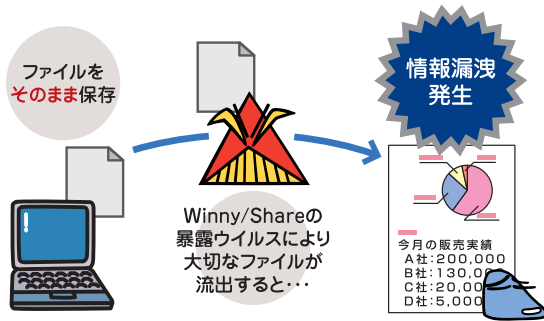 ファイルを
そのまま保存
Winny/Shareの
暴露ウイルスにより
大切なファイルが
流出すると・・・
情報漏洩
発生
今月の販売実績
A社:200,000
B社:130,00
C社:20,00
D社:5,000